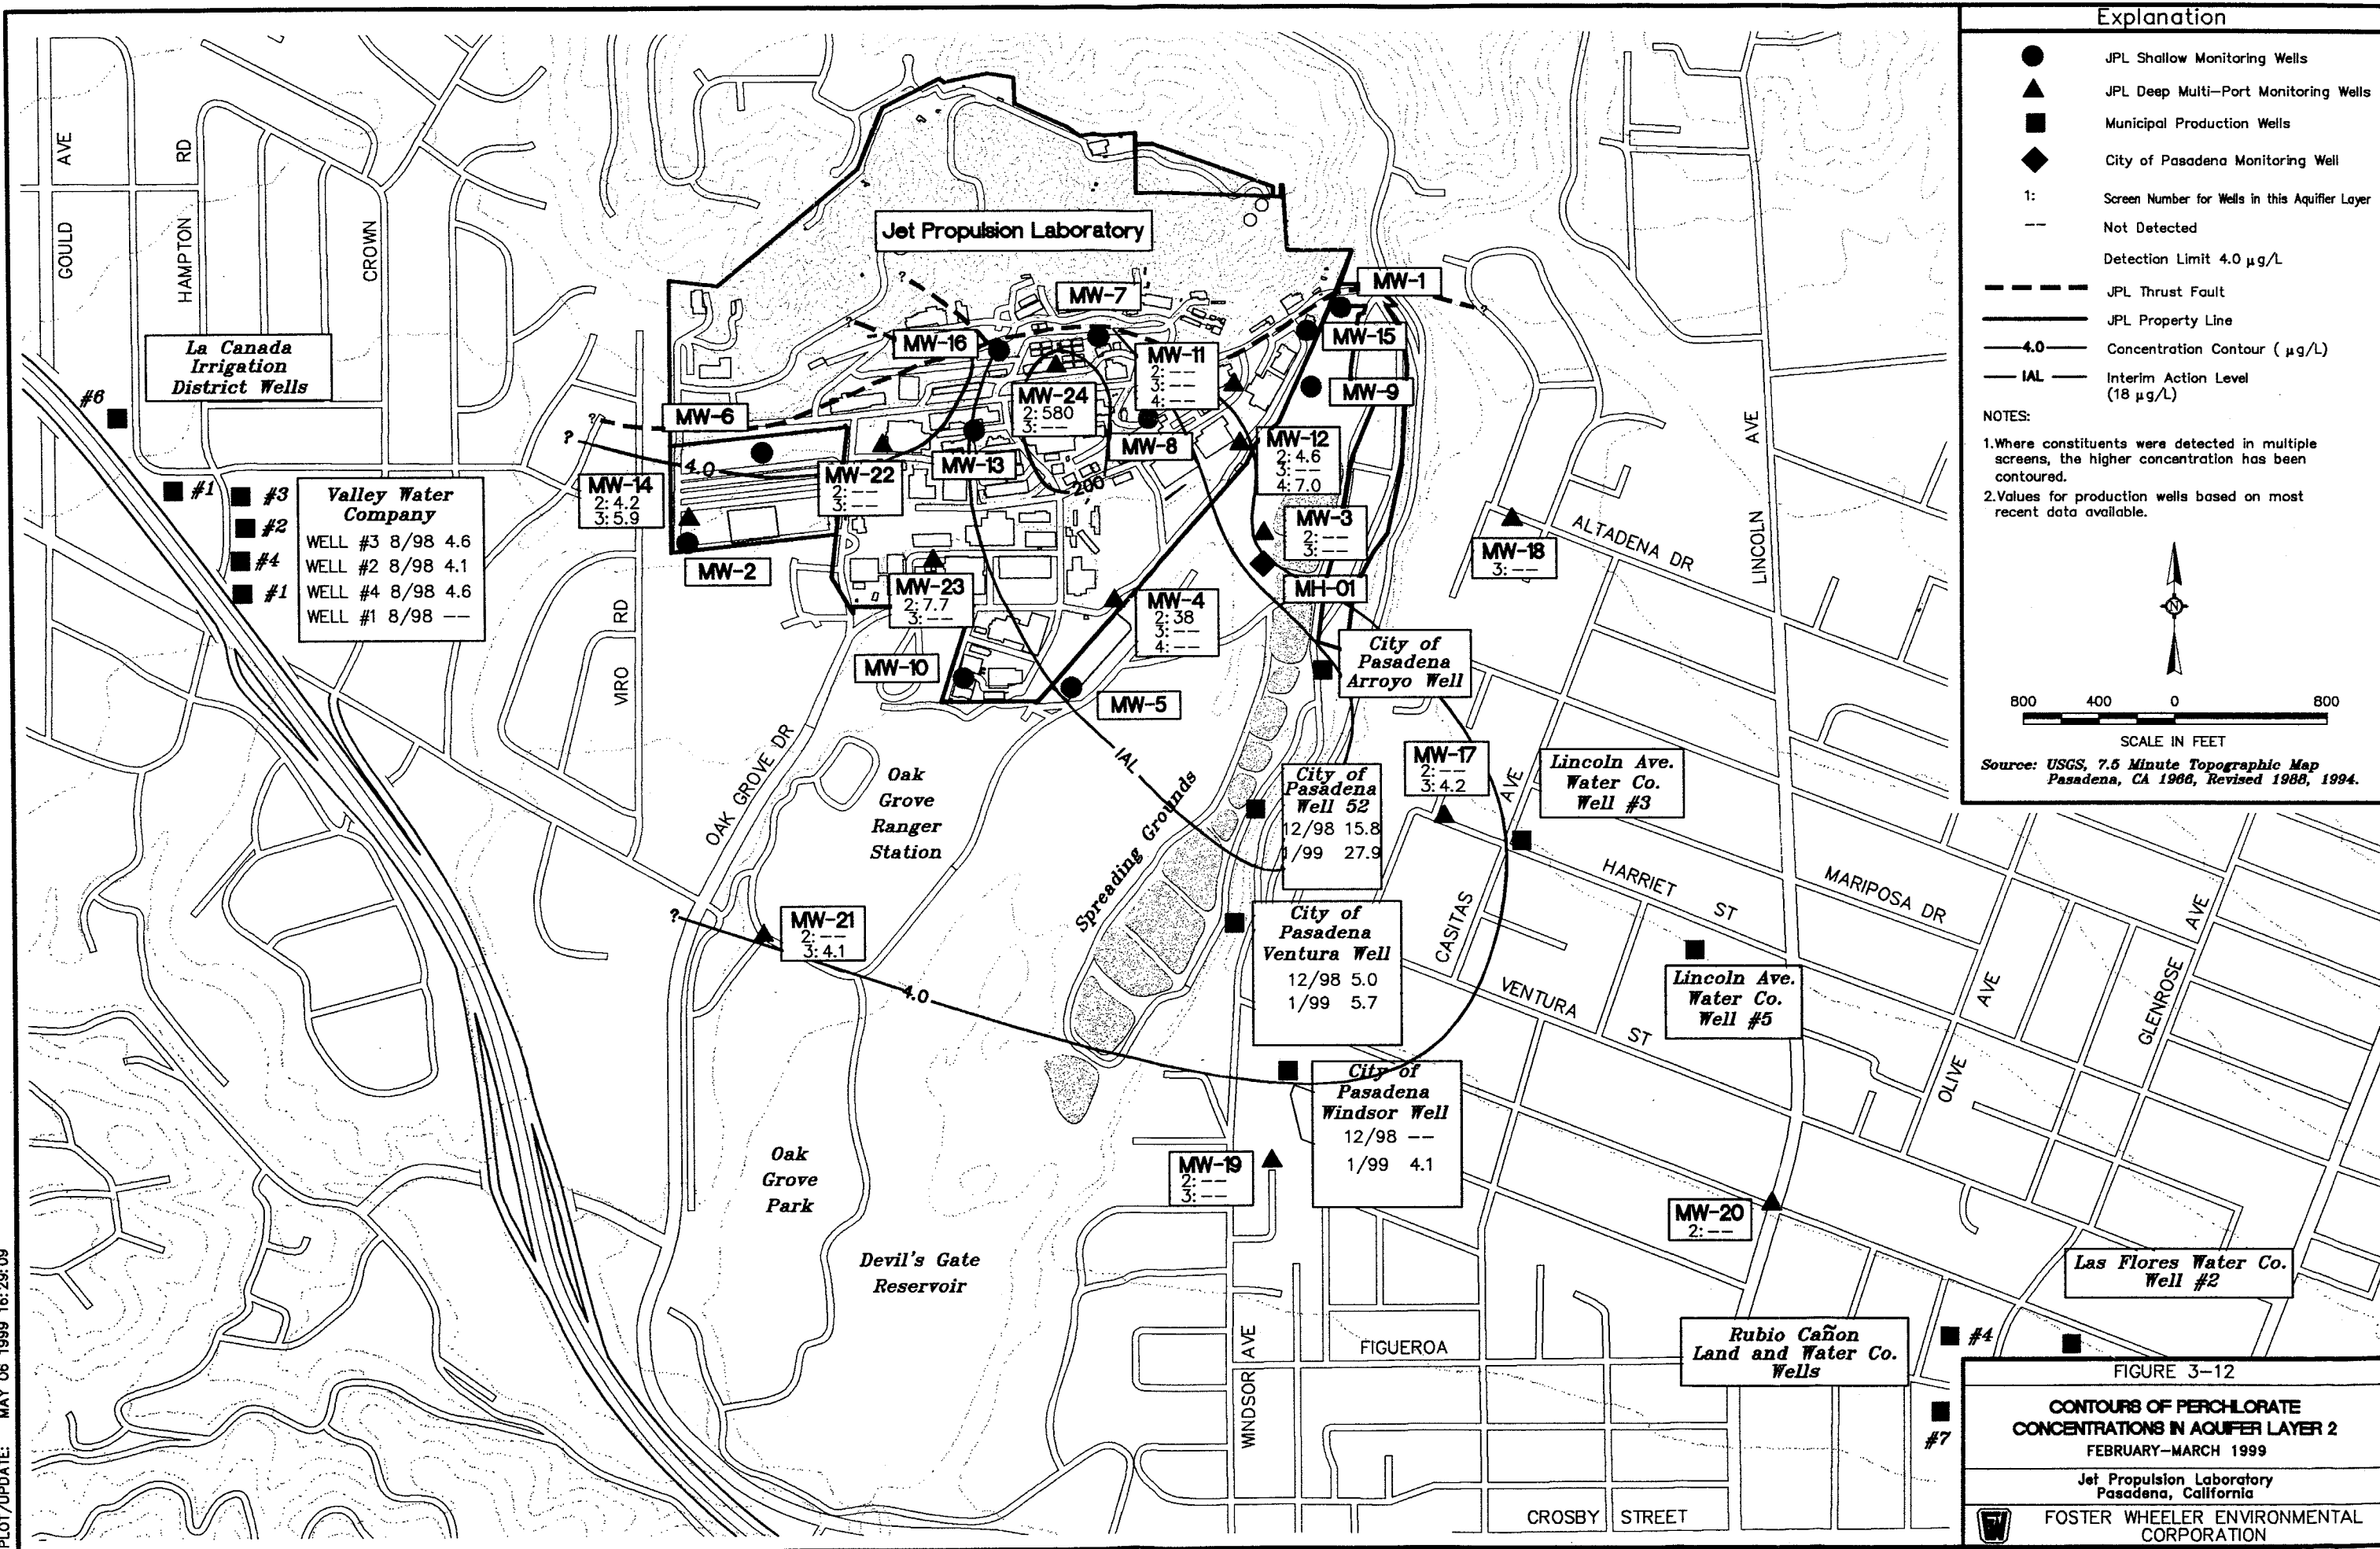 Explanation
JPL Shallow Monitoring Wells
JPL Deep Multi-Port Monitoring Wells
Municipal Production Wells
City of Pasadena Monitoring Well
1: Screen Number for Wells in this Aquifier Layer
-- Not Detected
Detection Limit 4.0 µg/L
JPL Thrust Fault
JPL Property Line
4.0 Concentration Contour ( µg/L)
IAL Interim Action Level
(18 µg/L)
NOTES:
1.Where constituents were detected in multiple
screens, the higher concentration has been
contoured.
2.Values for production wells based on most
recent data available.
N
800 400 0 800
SCALE IN FEET
Source: USGS, 7.5 Minute Topographic Map
Pasadena, CA 1966, Revised 1988, 1994.
GOULD AVE
HAMPTON RD
CROWN
Jet Propulsion Laboratory
La Canada
Irrigation
District Wells
#6
#1
#3
#2
#4
#1
Valley Water
Company
WELL #3 8/98 4.6
WELL #2 8/98 4.1
WELL #4 8/98 4.6
WELL #1 8/98 --
?
?
?
?
?
MW-1
MW-7
MW-15
MW-16
MW-11
2: --
3: --
4: --
MW-9
MW-24
2: 580
3: --
MW-6
MW-8
MW-12
2: 4.6
3: --
4: 7.0
4.0
MW-13
MW-22
2: --
3: --
MW-14
2: 4.2
3: 5.9
200
MW-3
2: --
3: --
MW-2
MH-01
MW-18
3: --
ALTADENA DR
LINCOLN AVE
MW-23
2: 7.7
3: --
MW-4
2: 38
3: --
4: --
VIRO RD
MW-10
MW-5
City of
Pasadena
Arroyo Well
OAK GROVE DR
IAL
Oak
Grove
Ranger
Station
Spreading Grounds
City of
Pasadena
Well 52
12/98 15.8
1/99 27.9
MW-17
2: --
3: 4.2
Lincoln Ave.
Water Co.
Well #3
CASITAS AVE
HARRIET ST
MARIPOSA DR
?
MW-21
2: --
3: 4.1
4.0
City of
Pasadena
Ventura Well
12/98 5.0
1/99 5.7
VENTURA ST
Lincoln Ave.
Water Co.
Well #5
OLIVE AVE
GLENROSE AVE
City of
Pasadena
Windsor Well
12/98 --
1/99 4.1
Oak
Grove
Park
MW-19
2: --
3: --
MW-20
2: --
Devil's Gate
Reservoir
Las Flores Water Co.
Well #2
Rubio Cañon
Land and Water Co.
Wells
#4
#7
WINDSOR AVE
FIGUEROA
CROSBY STREET
PLOT/UPDATE: MAY 06 1999 16:29:09
FIGURE 3-12
CONTOURS OF PERCHLORATE
CONCENTRATIONS IN AQUIFER LAYER 2
FEBRUARY-MARCH 1999
Jet Propulsion Laboratory
Pasadena, California
FOSTER WHEELER ENVIRONMENTAL
CORPORATION